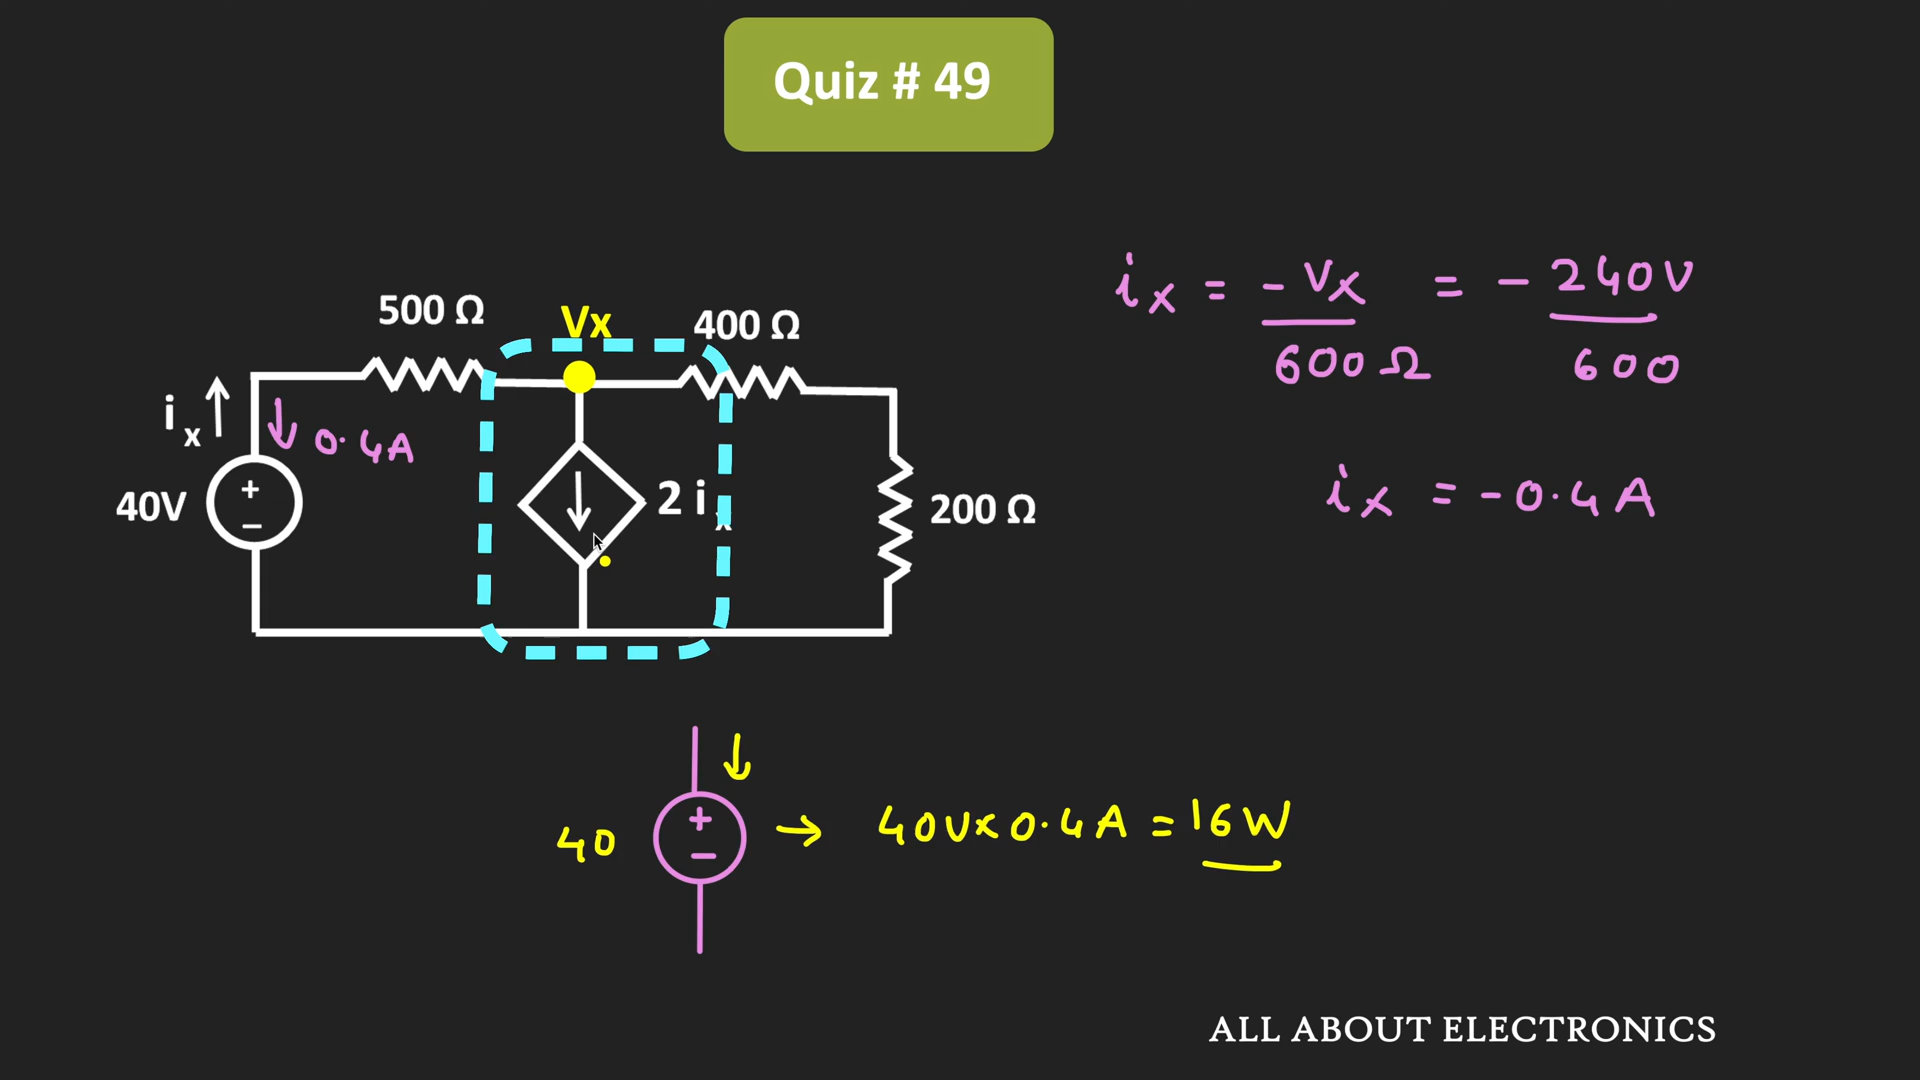 Quiz # 49
500 Ω
Vx
400 Ω
ix
0.4A
40V
+
−
2 ix
200 Ω
ix = -Vx/600Ω = -240V/600
ix = -0.4A
40
+
−
→ 40V×0.4A = 16W
ALL ABOUT ELECTRONICS